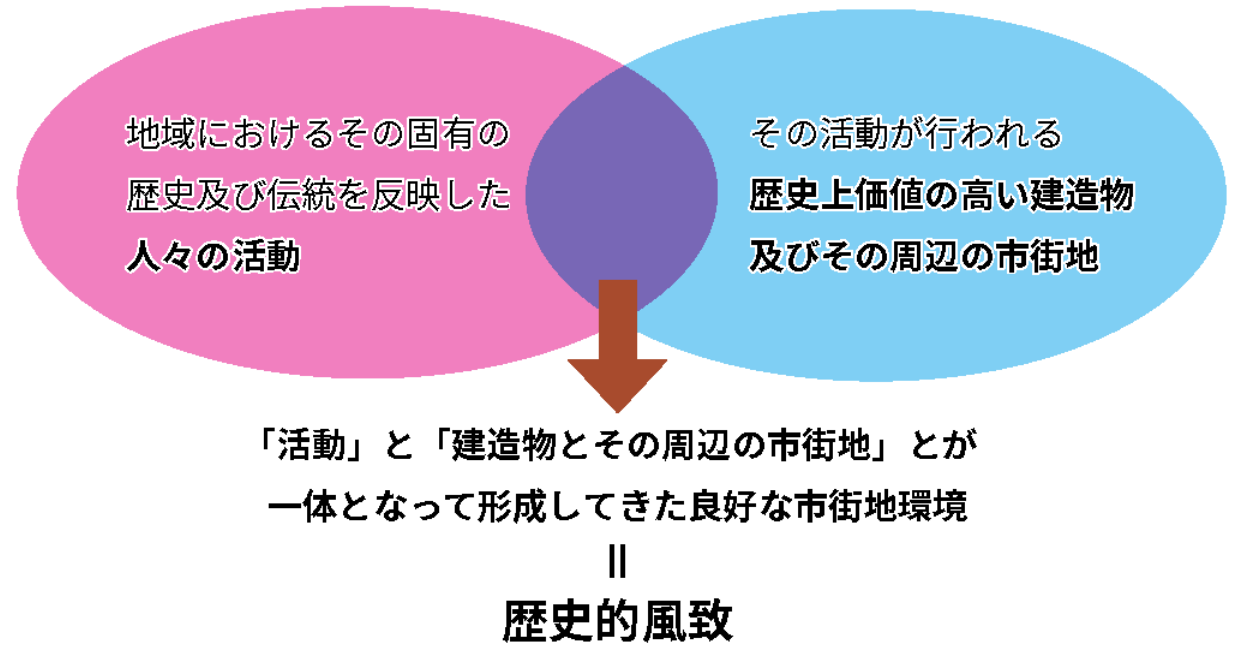 地域におけるその固有の
歴史及び伝統を反映した
人々の活動
その活動が行われる
歴史上価値の高い建造物
及びその周辺の市街地
「活動」と「建造物とその周辺の市街地」とが
一体となって形成してきた良好な市街地環境
＝
歴史的風致